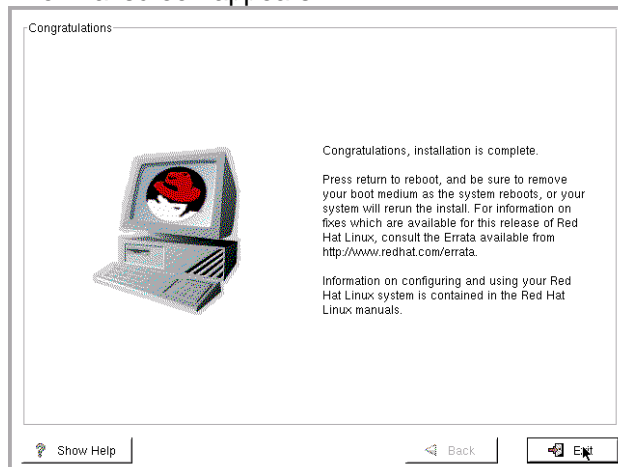 Congratulations
Congratulations, installation is complete.
Press return to reboot, and be sure to remove
your boot medium as the system reboots, or your
system will rerun the install. For information on
fixes which are available for this release of Red
Hat Linux, consult the Errata available from
http://www.redhat.com/errata.
Information on configuring and using your Red
Hat Linux system is contained in the Red Hat
Linux manuals.
? Show Help
Back
Exit